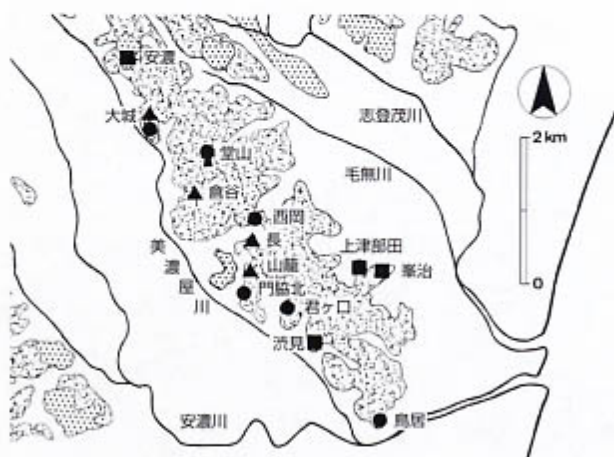 安濃
大城
志登茂川
堂山
毛無川
倉谷
西岡
長
上津部田
山籠
峯治
美濃屋川
門脇北
君ヶ口
渋見
安濃川
鳥居
2km
0